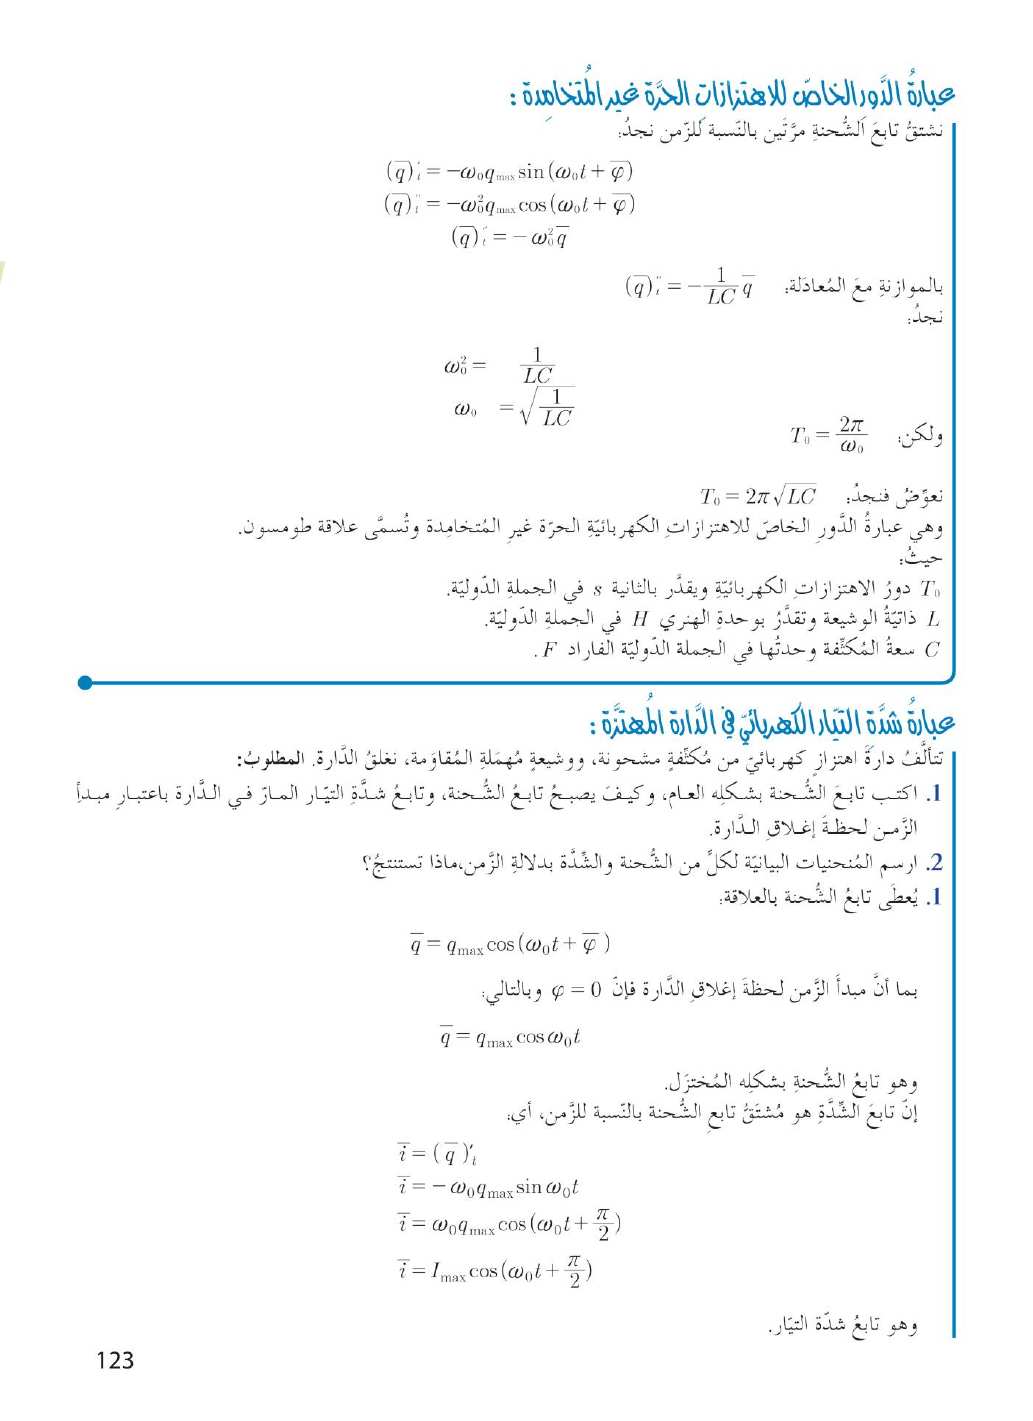 عبارةُ الدَّورِ الخاصّ للاهتزازاتِ الحرَّة غيرِ المُتخامِدة :
نشتقُّ تابعَ الشُّحنةِ مرَّتَين بالنّسبة للزّمن نجدُ:
(q̅)′ₜ = −ω₀q_max sin(ω₀t + φ̅)
(q̅)″ₜ = −ω₀²q_max cos(ω₀t + φ̅)
(q̅)″ₜ = −ω₀²q̅
بالموازنةِ معَ المُعادَلة: (q̅)″ₜ = −1/LC q̅
نجدُ:
ω₀² = 1/LC
ω₀ = √(1/LC)
ولكن: T₀ = 2π/ω₀
نعوّضُ فنجدُ: T₀ = 2π√LC
وهي عبارةُ الدَّورِ الخاصّ للاهتزازاتِ الكهربائيّةِ الحرّة غيرِ المُتخامِدة وتُسمَّى علاقة طومسون.
حيثُ:
T₀ دورُ الاهتزازاتِ الكهربائيّةِ ويقدَّر بالثانية s في الجملةِ الدّوليّة.
L ذاتيّةُ الوشيعة وتقدَّرُ بوحدةِ الهنري H في الجملةِ الدّوليّة.
C سعةُ المُكثِّفة وحدتُها في الجملة الدّوليّة الفاراد F .
عبارةُ شدَّة التيّار الكهربائيّ في الدَّارة المُهتزَّة :
تتألَّفُ دارةُ اهتزازٍ كهربائيّ من مُكثِّفةٍ مشحونة، ووشيعةٍ مُهمَلةِ المُقاوَمة، نغلقُ الدَّارة. المطلوبُ:
1. اكتب تابعَ الشُّحنة بشكلِه العام، وكيفَ يصبحُ تابعُ الشُّحنة، وتابعُ شدَّةِ التيّار المارّ في الدَّارة باعتبارِ مبدأِ
الزَّمن لحظةَ إغلاقِ الدَّارة.
2. ارسم المُنحنيات البيانيّة لكلٍّ من الشُّحنة والشِّدَّة بدلالةِ الزَّمن،ماذا تستنتجُ؟
1. يُعطَى تابعُ الشُّحنة بالعلاقة:
q̅ = q_max cos(ω₀t + φ̅ )
بما أنَّ مبدأَ الزَّمن لحظةَ إغلاقِ الدَّارة فإنّ φ = 0 وبالتالي:
q̅ = q_max cos ω₀t
وهو تابعُ الشُّحنةِ بشكلِه المُختزَل.
إنّ تابعَ الشّدَّةِ هو مُشتَقُّ تابعِ الشُّحنة بالنّسبة للزَّمن، أي:
i̅ = ( q̅ )′ₜ
i̅ = − ω₀q_max sin ω₀t
i̅ = ω₀q_max cos(ω₀t + π/2)
i̅ = I_max cos(ω₀t + π/2)
وهو تابعُ شدّة التيّار.
123